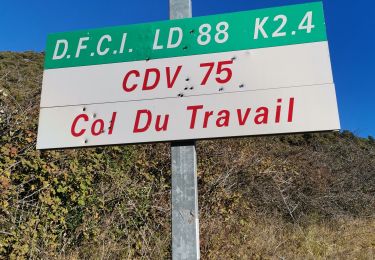 D.F.C.I. LD 88 K2.4
CDV 75
Col Du Travail